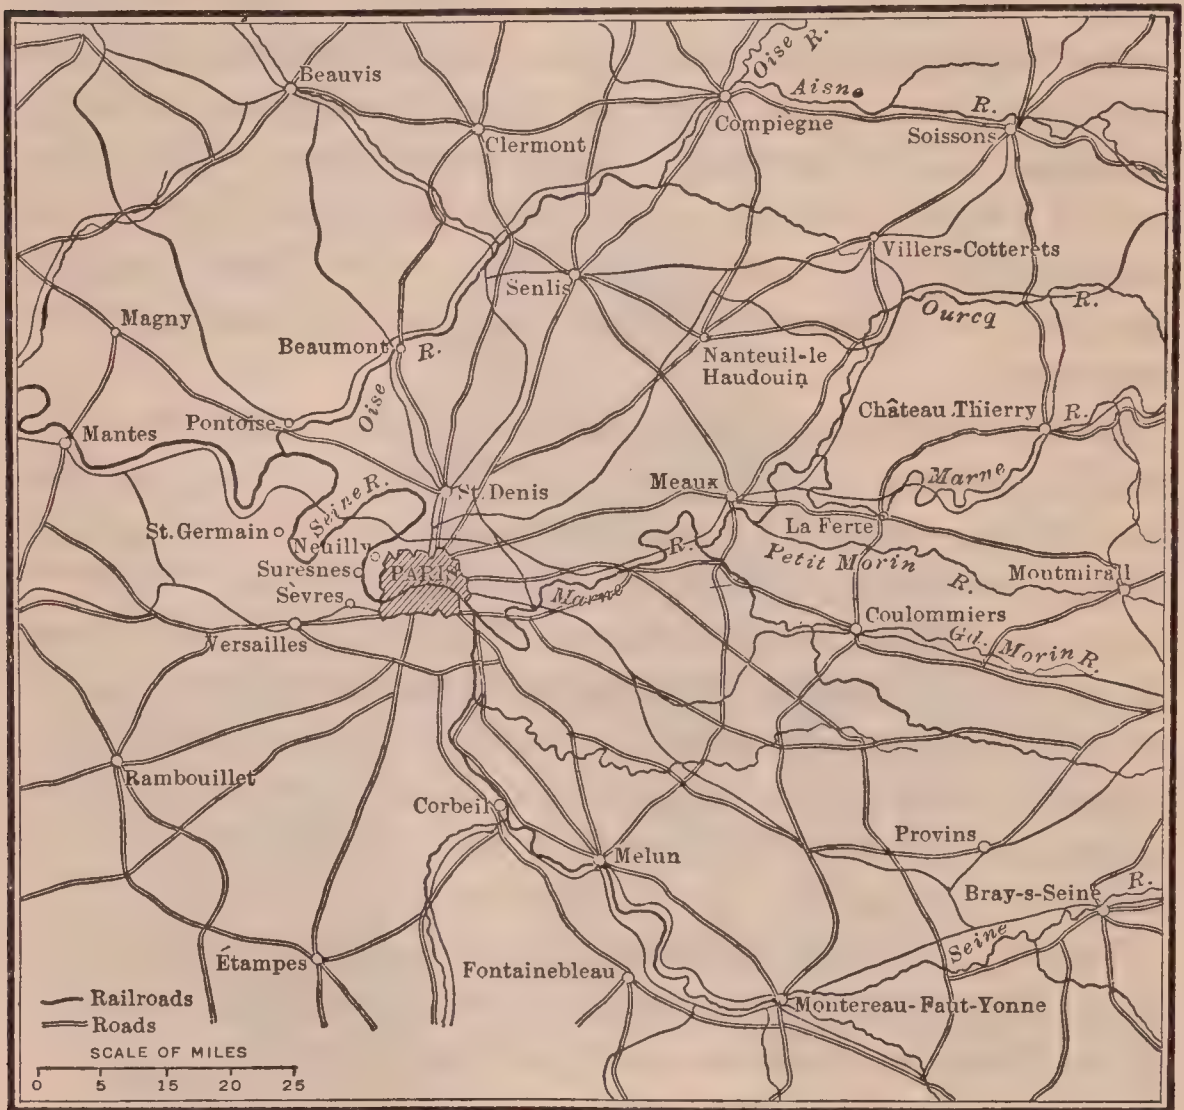 Oise R.
Beauvis
Aisne R.
Compiegne
Clermont
Soissons
Villers-Cotterets
Senlis
Ourcq R.
Magny
Beaumont
Oise R.
Nanteuil-le
Haudouin
Pontoise
Château Thierry R.
Mantes
Marne
Meaux
St. Denis
Seine R.
St. Germain
La Ferte
Neuilly
Petit Morin R.
Suresnes
PARIS
Marne R.
Montmirail
Sèvres
Coulommiers
Versailles
Gd. Morin R.
Rambouillet
Corbeil
Provins
Melun
Bray-s-Seine
Seine R.
Étampes
Fontainebleau
Montereau-Faut-Yonne
Railroads
Roads
SCALE OF MILES
0 5 15 20 25